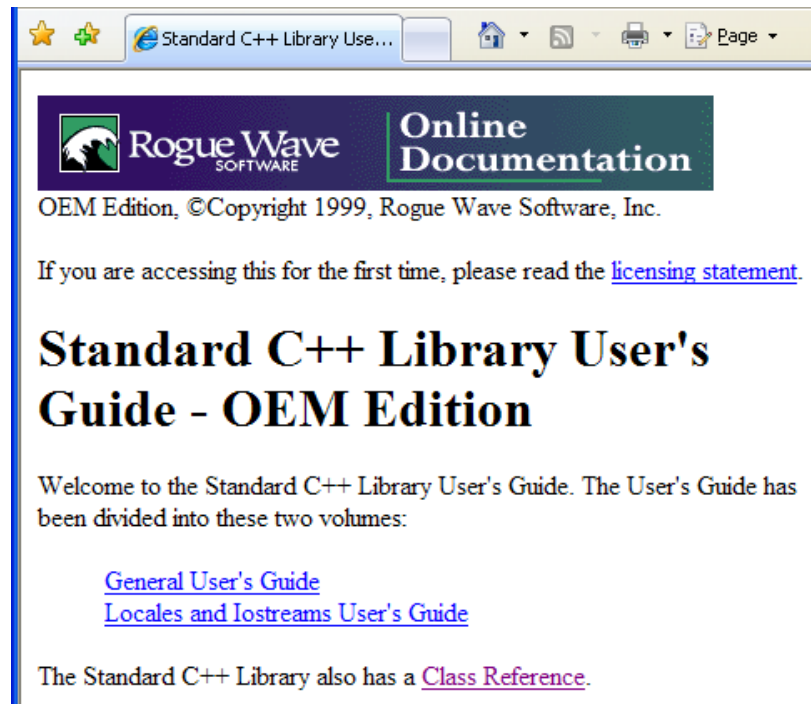 Standard C++ Library Use...
Page
Rogue Wave
SOFTWARE
Online
Documentation
OEM Edition, ©Copyright 1999, Rogue Wave Software, Inc.
If you are accessing this for the first time, please read the licensing statement.
Standard C++ Library User's
Guide - OEM Edition
Welcome to the Standard C++ Library User's Guide. The User's Guide has
been divided into these two volumes:
General User's Guide
Locales and Iostreams User's Guide
The Standard C++ Library also has a Class Reference.